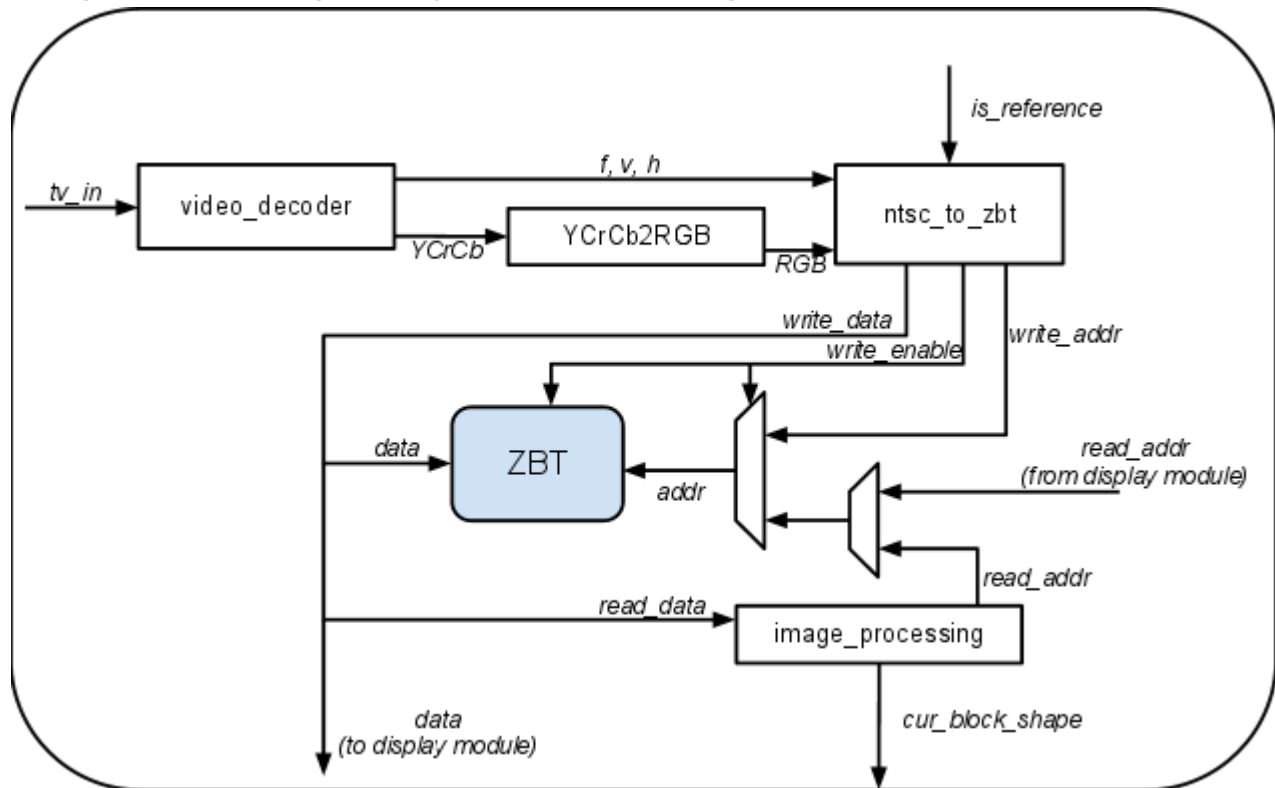 is_reference
f, v, h
tv_in
video_decoder
ntsc_to_zbt
YCrCb2RGB
YCrCb
RGB
write_data
write_addr
write_enable
data
ZBT
read_addr
(from display module)
addr
read_addr
read_data
image_processing
data
(to display module)
cur_block_shape